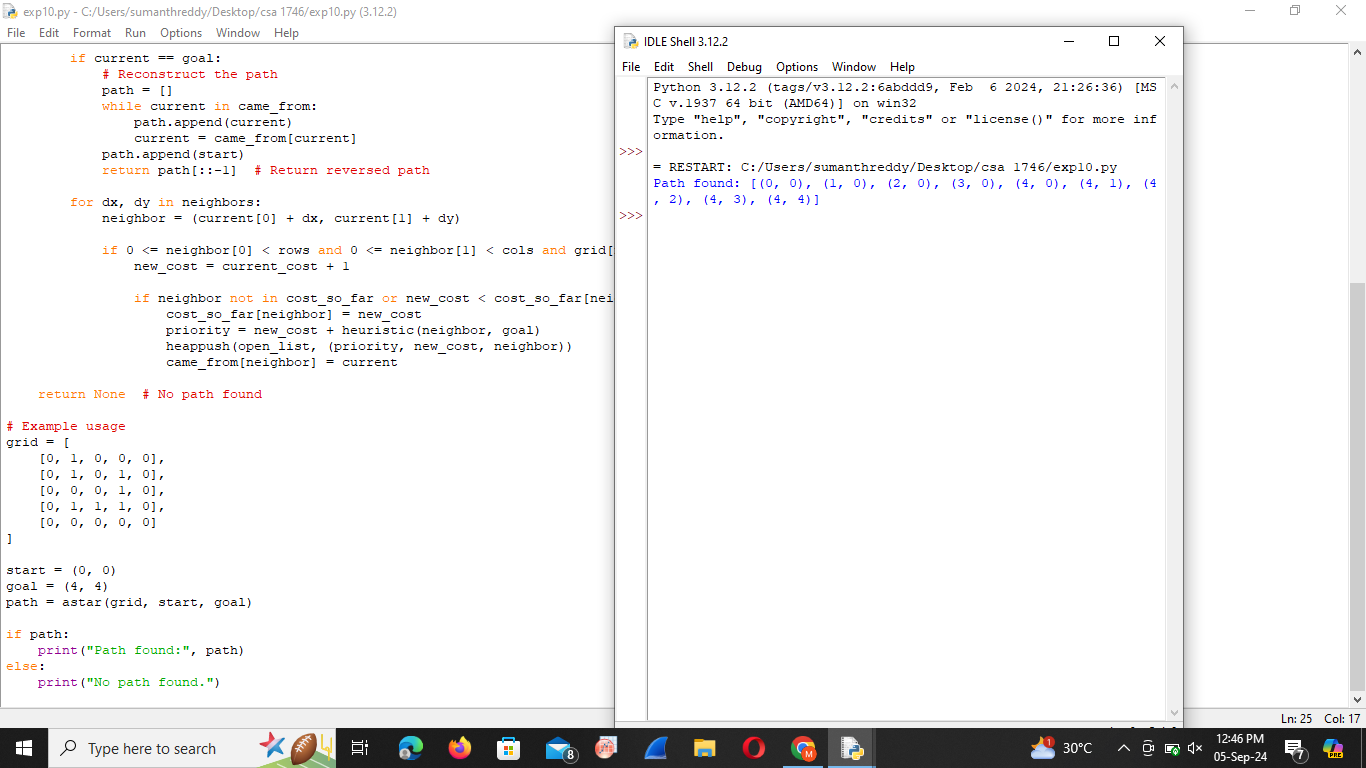 exp10.py - C:/Users/sumanthreddy/Desktop/csa 1746/exp10.py (3.12.2)
File Edit Format Run Options Window Help
if current == goal:
# Reconstruct the path
path = []
while current in came_from:
path.append(current)
current = came_from[current]
path.append(start)
return path[::-1]  # Return reversed path
for dx, dy in neighbors:
neighbor = (current[0] + dx, current[1] + dy)
if 0 <= neighbor[0] < rows and 0 <= neighbor[1] < cols and grid[
new_cost = current_cost + 1
if neighbor not in cost_so_far or new_cost < cost_so_far[nei
cost_so_far[neighbor] = new_cost
priority = new_cost + heuristic(neighbor, goal)
heappush(open_list, (priority, new_cost, neighbor))
came_from[neighbor] = current
return None  # No path found
# Example usage
grid = [
[0, 1, 0, 0, 0],
[0, 1, 0, 1, 0],
[0, 0, 0, 1, 0],
[0, 1, 1, 1, 0],
[0, 0, 0, 0, 0]
]
start = (0, 0)
goal = (4, 4)
path = astar(grid, start, goal)
if path:
print("Path found:", path)
else:
print("No path found.")
IDLE Shell 3.12.2
File Edit Shell Debug Options Window Help
Python 3.12.2 (tags/v3.12.2:6abddd9, Feb  6 2024, 21:26:36) [MS
C v.1937 64 bit (AMD64)] on win32
Type "help", "copyright", "credits" or "license()" for more inf
ormation.
>>>
= RESTART: C:/Users/sumanthreddy/Desktop/csa 1746/exp10.py
Path found: [(0, 0), (1, 0), (2, 0), (3, 0), (4, 0), (4, 1), (4
, 2), (4, 3), (4, 4)]
>>>
Ln: 25 Col: 17
Type here to search
8
M
1
30°C
12:46 PM
05-Sep-24
7
PRE